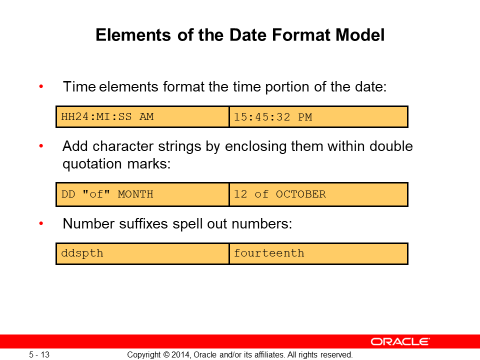 Elements of the Date Format Model
• Time elements format the time portion of the date:
HH24:MI:SS AM 15:45:32 PM
• Add character strings by enclosing them within double
quotation marks:
DD "of" MONTH 12 of OCTOBER
• Number suffixes spell out numbers:
ddspth fourteenth
ORACLE
5 - 13 Copyright © 2014, Oracle and/or its affiliates. All rights reserved.